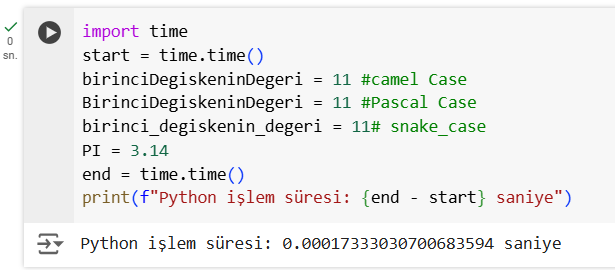 import time
start = time.time()
birinciDegiskeninDegeri = 11 #camel Case
BirinciDegiskeninDegeri = 11 #Pascal Case
birinci_degiskenin_degeri = 11# snake_case
PI = 3.14
end = time.time()
print(f"Python işlem süresi: {end - start} saniye")
0
sn.
Python işlem süresi: 0.00017333030700683594 saniye